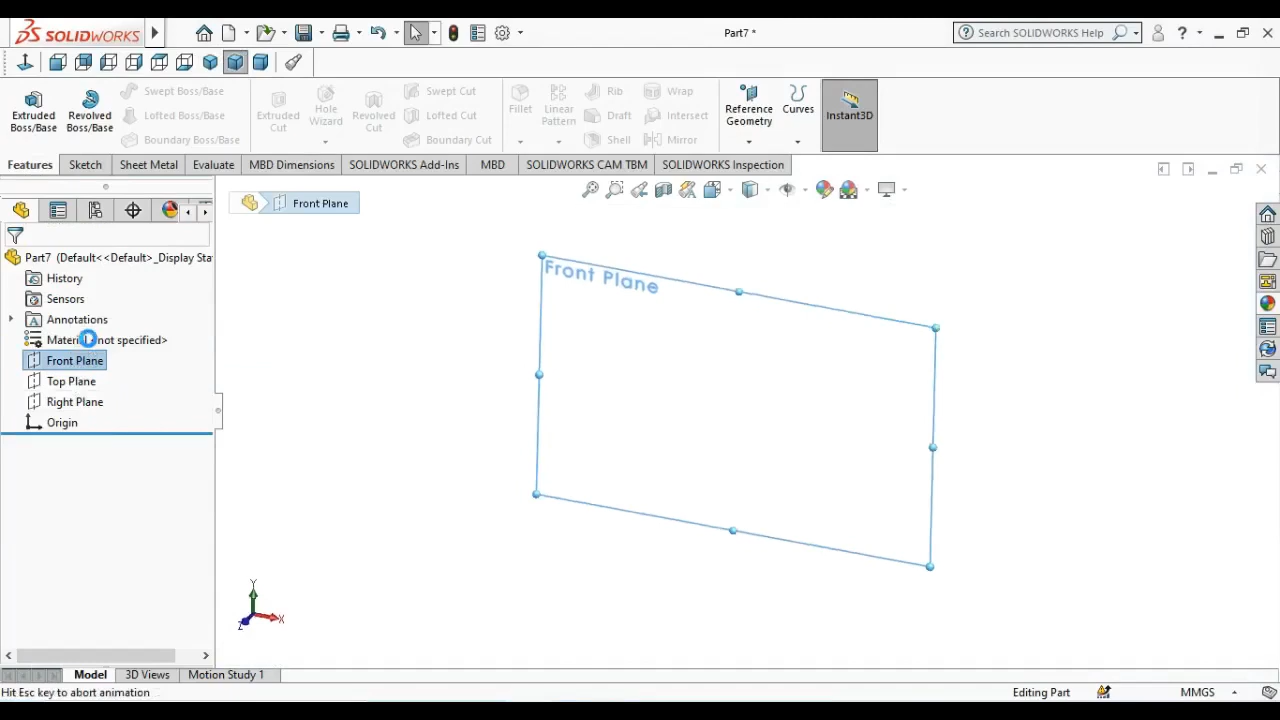 SOLIDWORKS
Part7 *
Search SOLIDWORKS Help
?
Extruded Boss/Base
Revolved Boss/Base
Swept Boss/Base
Lofted Boss/Base
Boundary Boss/Base
Extruded Cut
Hole Wizard
Revolved Cut
Swept Cut
Lofted Cut
Boundary Cut
Fillet
Linear Pattern
Rib
Draft
Shell
Wrap
Intersect
Mirror
Reference Geometry
Curves
Instant3D
Features
Sketch
Sheet Metal
Evaluate
MBD Dimensions
SOLIDWORKS Add-Ins
MBD
SOLIDWORKS CAM TBM
SOLIDWORKS Inspection
Front Plane
Part7 (Default<<Default>_Display Sta
History
Sensors
Annotations
Materi not specified>
Front Plane
Top Plane
Right Plane
Origin
Front Plane
Y
X
Z
Model
3D Views
Motion Study 1
Hit Esc key to abort animation
Editing Part
MMGS